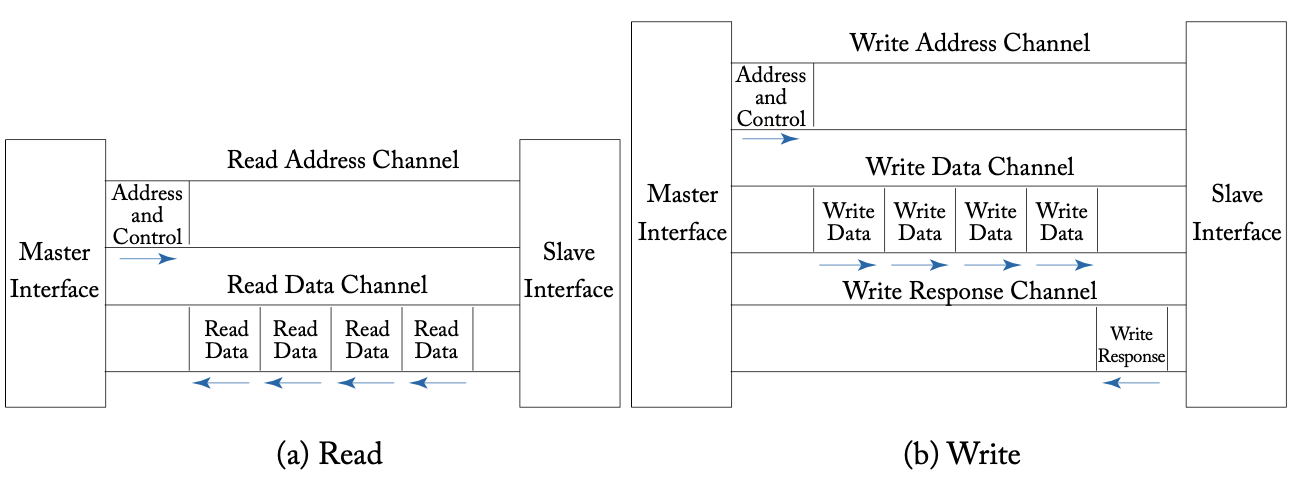 Read Address Channel
Address
and
Control
Master
Interface
Slave
Interface
Read Data Channel
Read
Data
Read
Data
Read
Data
Read
Data
(a) Read
Write Address Channel
Address
and
Control
Write Data Channel
Master
Interface
Slave
Interface
Write
Data
Write
Data
Write
Data
Write
Data
Write Response Channel
Write
Response
(b) Write